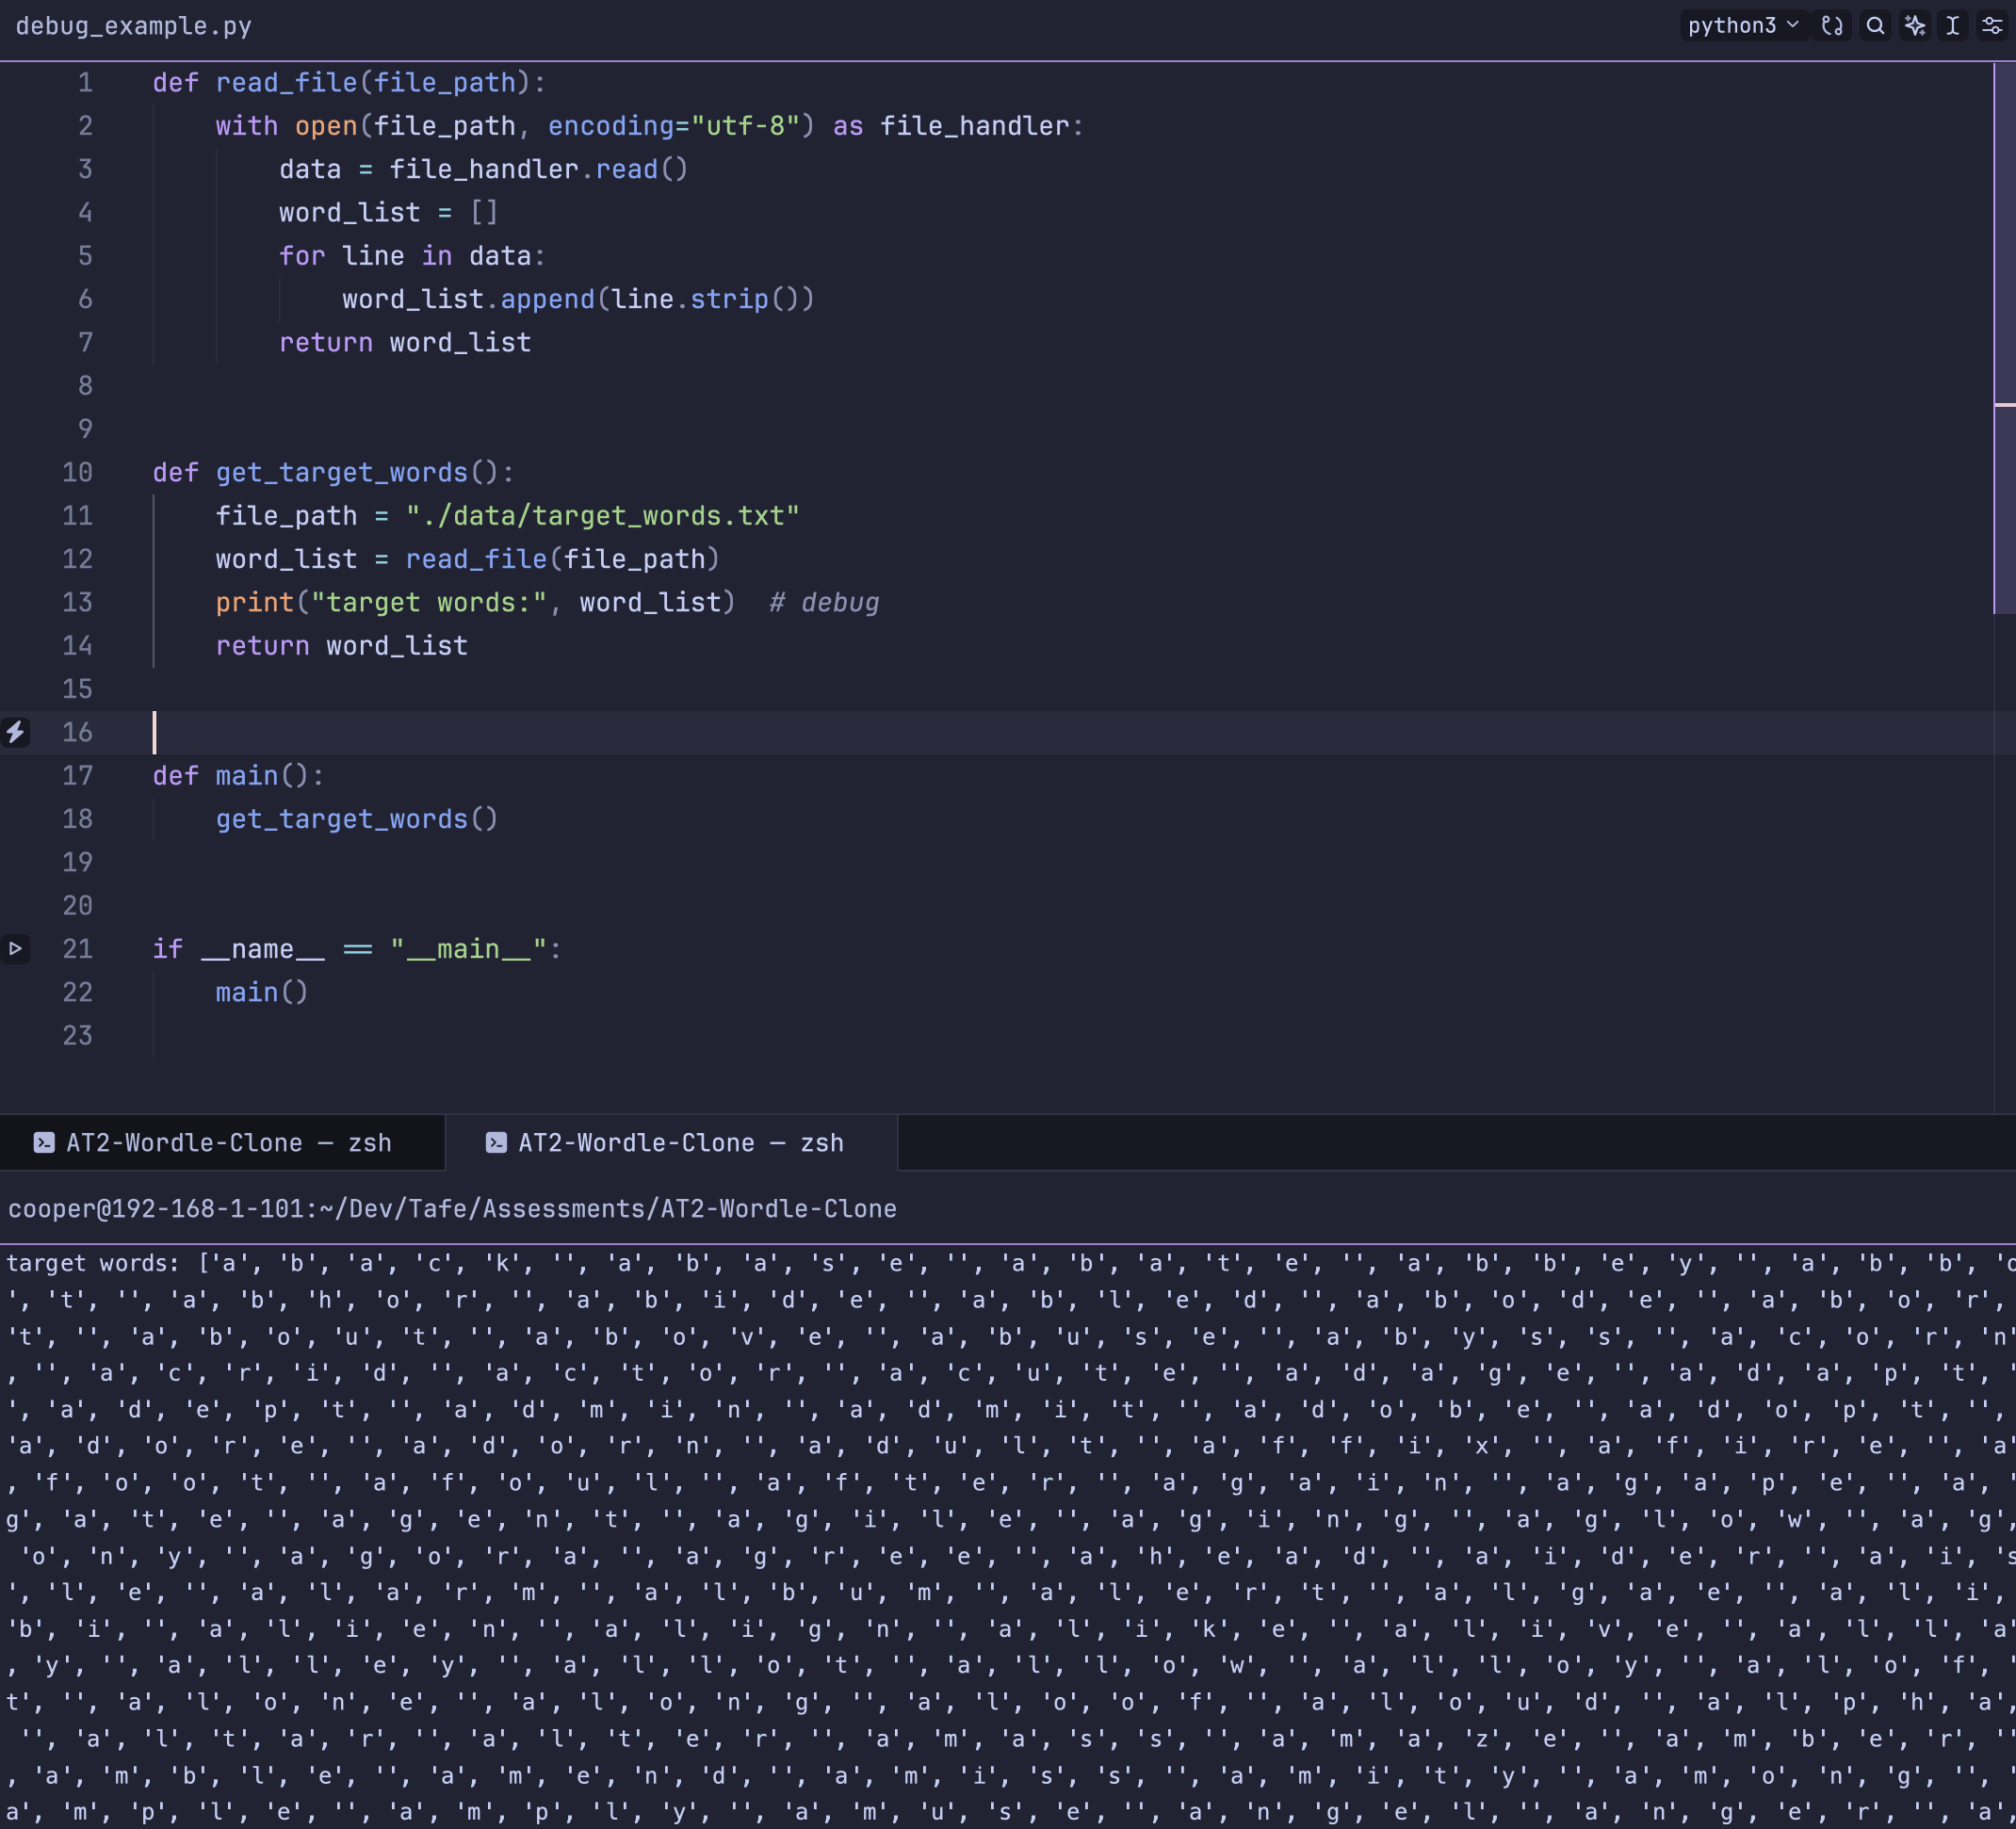 debug_example.py
python3
1 def read_file(file_path):
2     with open(file_path, encoding="utf-8") as file_handler:
3         data = file_handler.read()
4         word_list = []
5         for line in data:
6             word_list.append(line.strip())
7         return word_list
8
9
10 def get_target_words():
11     file_path = "./data/target_words.txt"
12     word_list = read_file(file_path)
13     print("target words:", word_list)  # debug
14     return word_list
15
16
17 def main():
18     get_target_words()
19
20
21 if __name__ == "__main__":
22     main()
23
AT2-Wordle-Clone — zsh
AT2-Wordle-Clone — zsh
cooper@192-168-1-101:~/Dev/Tafe/Assessments/AT2-Wordle-Clone
target words: ['a', 'b', 'a', 'c', 'k', '', 'a', 'b', 'a', 's', 'e', '', 'a', 'b', 'a', 't', 'e', '', 'a', 'b', 'b', 'e', 'y', '', 'a', 'b', 'b', 'o
', 't', '', 'a', 'b', 'h', 'o', 'r', '', 'a', 'b', 'i', 'd', 'e', '', 'a', 'b', 'l', 'e', 'd', '', 'a', 'b', 'o', 'd', 'e', '', 'a', 'b', 'o', 'r',
't', '', 'a', 'b', 'o', 'u', 't', '', 'a', 'b', 'o', 'v', 'e', '', 'a', 'b', 'u', 's', 'e', '', 'a', 'b', 'y', 's', 's', '', 'a', 'c', 'o', 'r', 'n'
, '', 'a', 'c', 'r', 'i', 'd', '', 'a', 'c', 't', 'o', 'r', '', 'a', 'c', 'u', 't', 'e', '', 'a', 'd', 'a', 'g', 'e', '', 'a', 'd', 'a', 'p', 't', '
', 'a', 'd', 'e', 'p', 't', '', 'a', 'd', 'm', 'i', 'n', '', 'a', 'd', 'm', 'i', 't', '', 'a', 'd', 'o', 'b', 'e', '', 'a', 'd', 'o', 'p', 't', '',
'a', 'd', 'o', 'r', 'e', '', 'a', 'd', 'o', 'r', 'n', '', 'a', 'd', 'u', 'l', 't', '', 'a', 'f', 'f', 'i', 'x', '', 'a', 'f', 'i', 'r', 'e', '', 'a'
, 'f', 'o', 'o', 't', '', 'a', 'f', 'o', 'u', 'l', '', 'a', 'f', 't', 'e', 'r', '', 'a', 'g', 'a', 'i', 'n', '', 'a', 'g', 'a', 'p', 'e', '', 'a', '
g', 'a', 't', 'e', '', 'a', 'g', 'e', 'n', 't', '', 'a', 'g', 'i', 'l', 'e', '', 'a', 'g', 'i', 'n', 'g', '', 'a', 'g', 'l', 'o', 'w', '', 'a', 'g',
 'o', 'n', 'y', '', 'a', 'g', 'o', 'r', 'a', '', 'a', 'g', 'r', 'e', 'e', '', 'a', 'h', 'e', 'a', 'd', '', 'a', 'i', 'd', 'e', 'r', '', 'a', 'i', 's
', 'l', 'e', '', 'a', 'l', 'a', 'r', 'm', '', 'a', 'l', 'b', 'u', 'm', '', 'a', 'l', 'e', 'r', 't', '', 'a', 'l', 'g', 'a', 'e', '', 'a', 'l', 'i',
'b', 'i', '', 'a', 'l', 'i', 'e', 'n', '', 'a', 'l', 'i', 'g', 'n', '', 'a', 'l', 'i', 'k', 'e', '', 'a', 'l', 'i', 'v', 'e', '', 'a', 'l', 'l', 'a'
, 'y', '', 'a', 'l', 'l', 'e', 'y', '', 'a', 'l', 'l', 'o', 't', '', 'a', 'l', 'l', 'o', 'w', '', 'a', 'l', 'l', 'o', 'y', '', 'a', 'l', 'o', 'f', '
t', '', 'a', 'l', 'o', 'n', 'e', '', 'a', 'l', 'o', 'n', 'g', '', 'a', 'l', 'o', 'o', 'f', '', 'a', 'l', 'o', 'u', 'd', '', 'a', 'l', 'p', 'h', 'a',
 '', 'a', 'l', 't', 'a', 'r', '', 'a', 'l', 't', 'e', 'r', '', 'a', 'm', 'a', 's', 's', '', 'a', 'm', 'a', 'z', 'e', '', 'a', 'm', 'b', 'e', 'r', ''
, 'a', 'm', 'b', 'l', 'e', '', 'a', 'm', 'e', 'n', 'd', '', 'a', 'm', 'i', 's', 's', '', 'a', 'm', 'i', 't', 'y', '', 'a', 'm', 'o', 'n', 'g', '', '
a', 'm', 'p', 'l', 'e', '', 'a', 'm', 'p', 'l', 'y', '', 'a', 'm', 'u', 's', 'e', '', 'a', 'n', 'g', 'e', 'l', '', 'a', 'n', 'g', 'e', 'r', '', 'a',